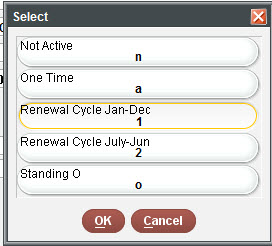 Select
Not Active
n
One Time
a
Renewal Cycle Jan-Dec
1
Renewal Cycle July-Jun
2
Standing O
o
OK
Cancel